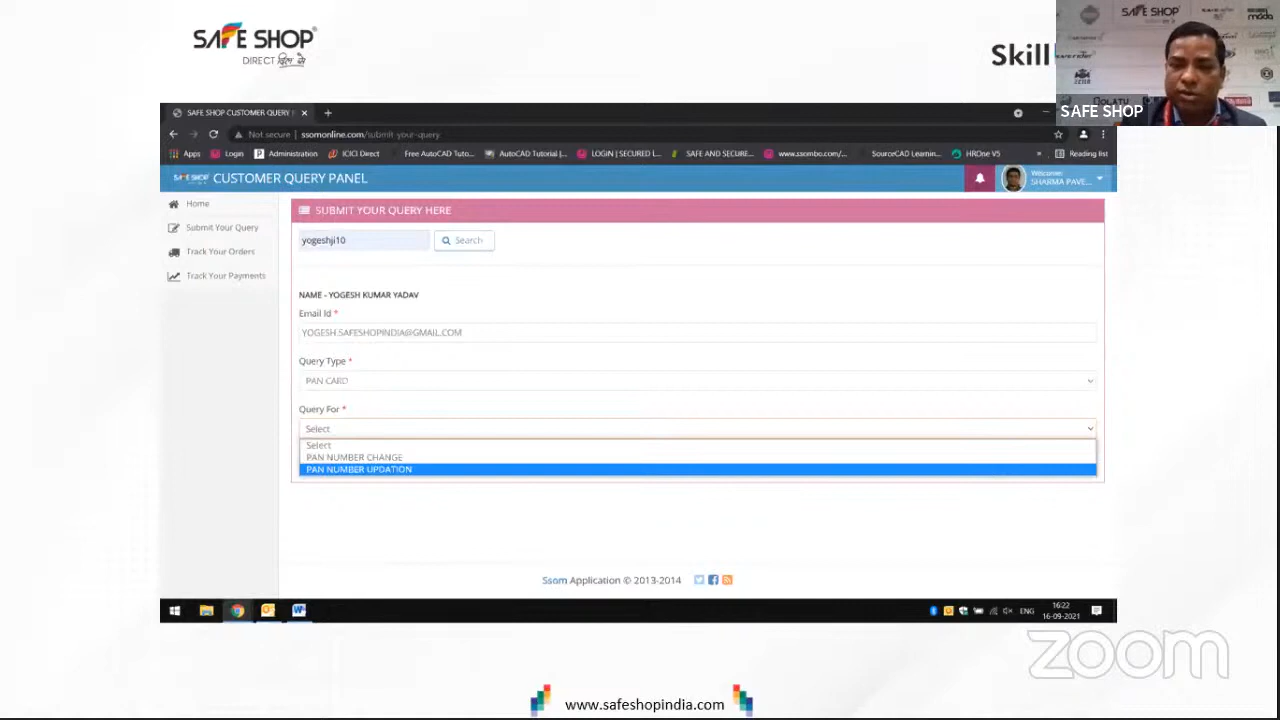 SAFE SHOP
DIRECT दिल से
Skill
SAFE SHOP
SAFE SHOP
SAFE SHOP CUSTOMER QUERY
Not secure | ssomonline.com/submit-your-query
Apps Login Administration ICICI Direct Free AutoCAD Tuto... AutoCAD Tutorial |... LOGIN | SECURED L... SAFE AND SECURE... www.ssombo.com/... SourceCAD Learnin... HROne V5 » Reading list
SAFE SHOP CUSTOMER QUERY PANEL
Welcome:
SHARMA PAVE...
Home
Submit Your Query
Track Your Orders
Track Your Payments
SUBMIT YOUR QUERY HERE
yogeshji10 Search
NAME - YOGESH KUMAR YADAV
Email Id *
YOGESH.SAFESHOPINDIA@GMAIL.COM
Query Type *
PAN CARD
Query For *
Select
Select
PAN NUMBER CHANGE
PAN NUMBER UPDATION
Ssom Application © 2013-2014
ENG
16:22
16-09-2021
zoom
www.safeshopindia.com